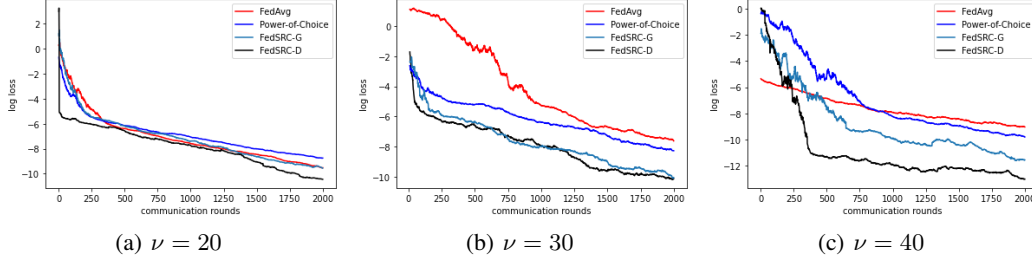 FedAvg
Power-of-Choice
FedSRC-G
FedSRC-D
log loss
2
0
−2
−4
−6
−8
−10
0 250 500 750 1000 1250 1500 1750 2000
communication rounds
(a) ν = 20
FedAvg
Power-of-Choice
FedSRC-G
FedSRC-D
log loss
0
−2
−4
−6
−8
−10
0 250 500 750 1000 1250 1500 1750 2000
communication rounds
(b) ν = 30
FedAvg
Power-of-Choice
FedSRC-G
FedSRC-D
log loss
0
−2
−4
−6
−8
−10
−12
0 250 500 750 1000 1250 1500 1750 2000
communication rounds
(c) ν = 40